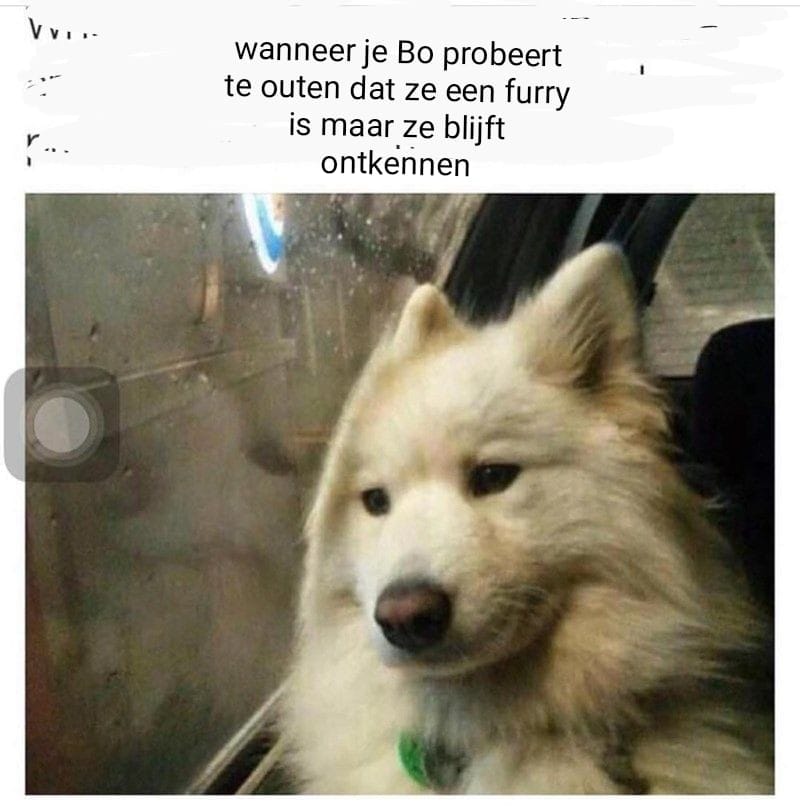 wanneer je Bo probeert
te outen dat ze een furry
is maar ze blijft
ontkennen